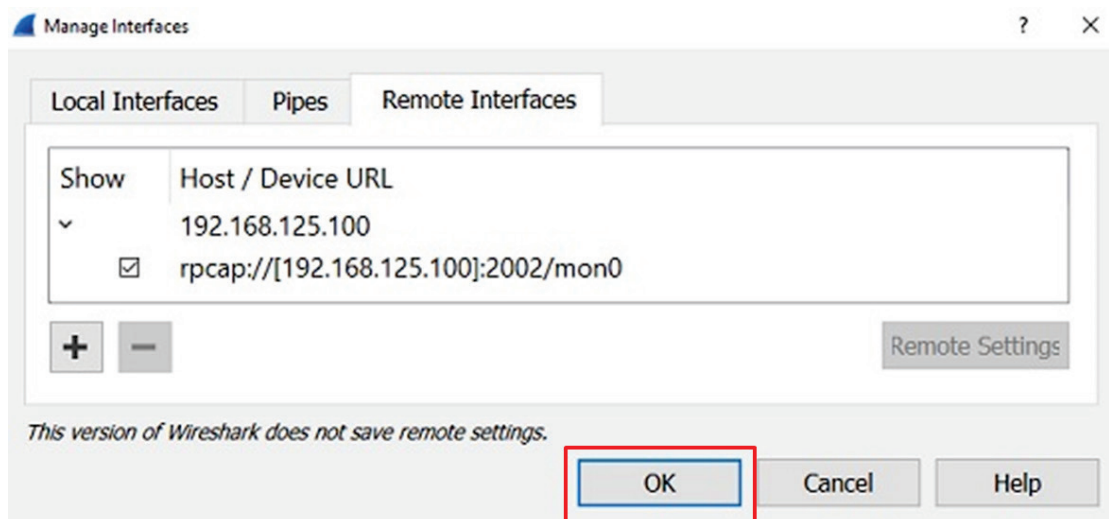 Manage Interfaces ? ×
Local Interfaces Pipes Remote Interfaces
Show Host / Device URL
192.168.125.100
rpcap://[192.168.125.100]:2002/mon0
+ −
Remote Settings
This version of Wireshark does not save remote settings.
OK Cancel Help